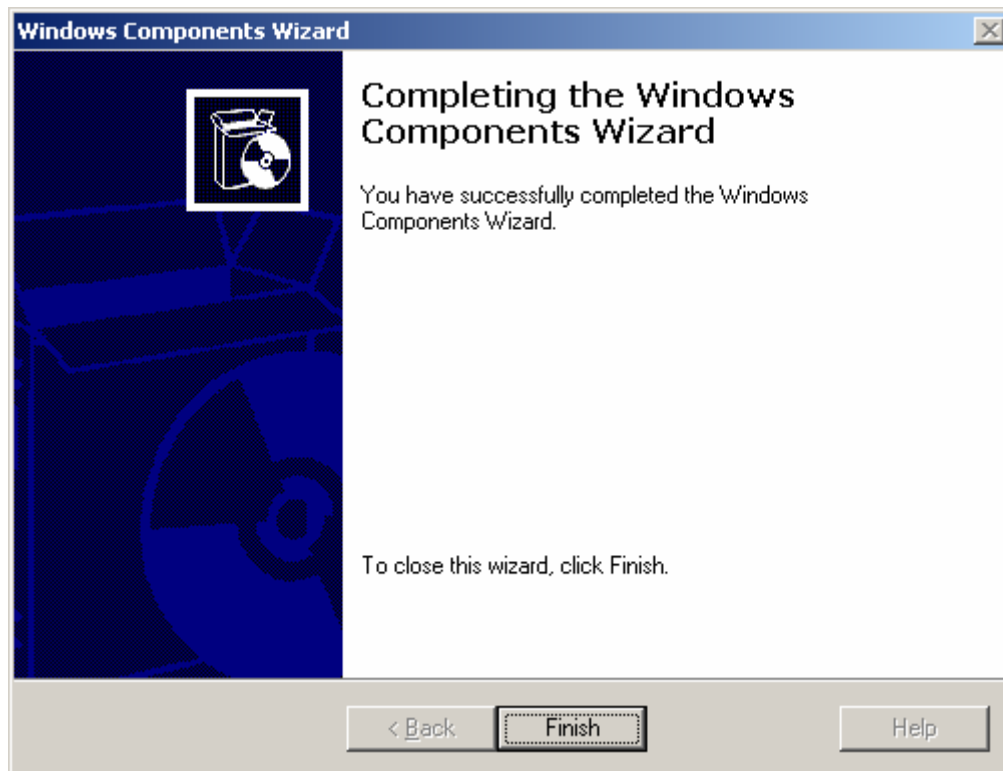 Windows Components Wizard
Completing the Windows
Components Wizard
You have successfully completed the Windows
Components Wizard.
To close this wizard, click Finish.
< Back
Finish
Help